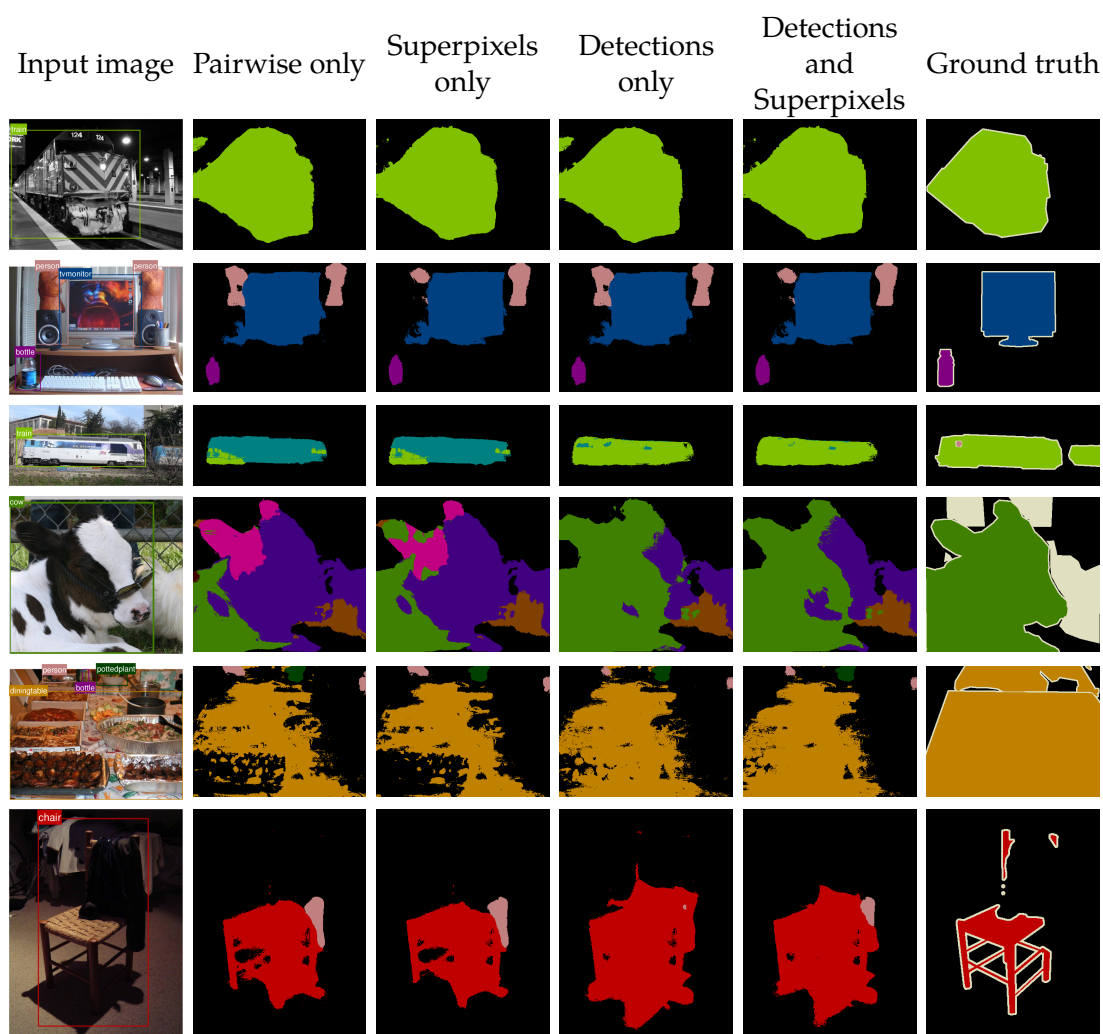 Input image
Pairwise only
Superpixels
only
Detections
only
Detections
and
Superpixels
Ground truth
train
124
124
person
person
tvmonitor
bottle
train
cow
person
pottedplant
diningtable
bottle
chair